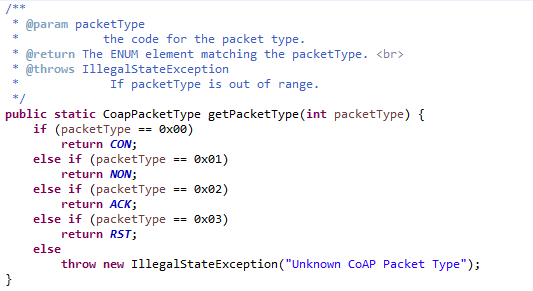 /**
 * @param packetType
 *            the code for the packet type.
 * @return The ENUM element matching the packetType. <br>
 * @throws IllegalStateException
 *             If packetType is out of range.
 */
public static CoapPacketType getPacketType(int packetType) {
    if (packetType == 0x00)
        return CON;
    else if (packetType == 0x01)
        return NON;
    else if (packetType == 0x02)
        return ACK;
    else if (packetType == 0x03)
        return RST;
    else
        throw new IllegalStateException("Unknown CoAP Packet Type");
}